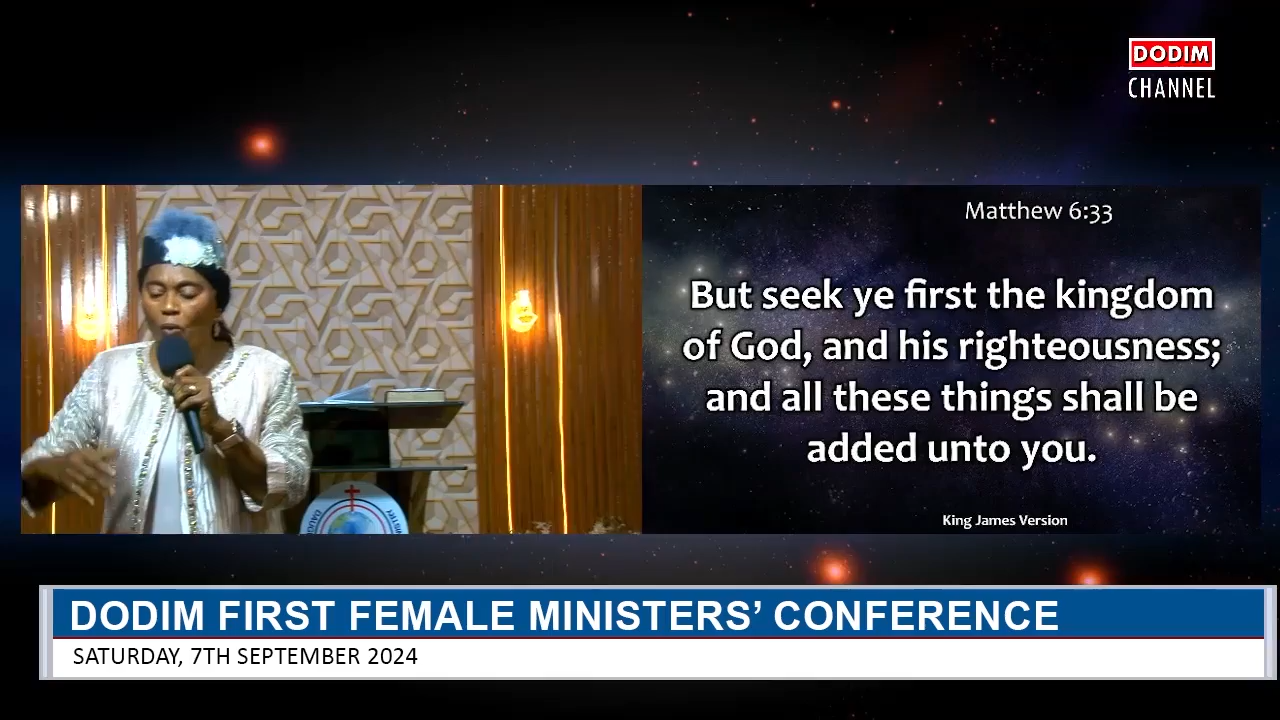 DODIM
CHANNEL
Matthew 6:33
But seek ye first the kingdom
of God, and his righteousness;
and all these things shall be
added unto you.
King James Version
DODIM FIRST FEMALE MINISTERS’ CONFERENCE
SATURDAY, 7TH SEPTEMBER 2024